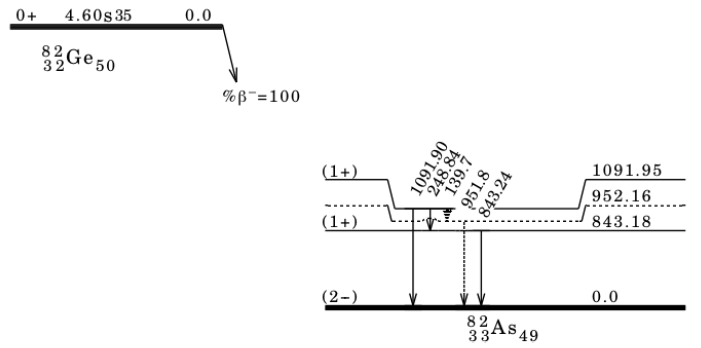 0+ 4.60s35 0.0
82
32Ge50
%β−=100
1091.90
248.84
139.7
951.8
843.24
(1+) 1091.95
952.16
(1+) 843.18
(2−) 0.0
82
33As49